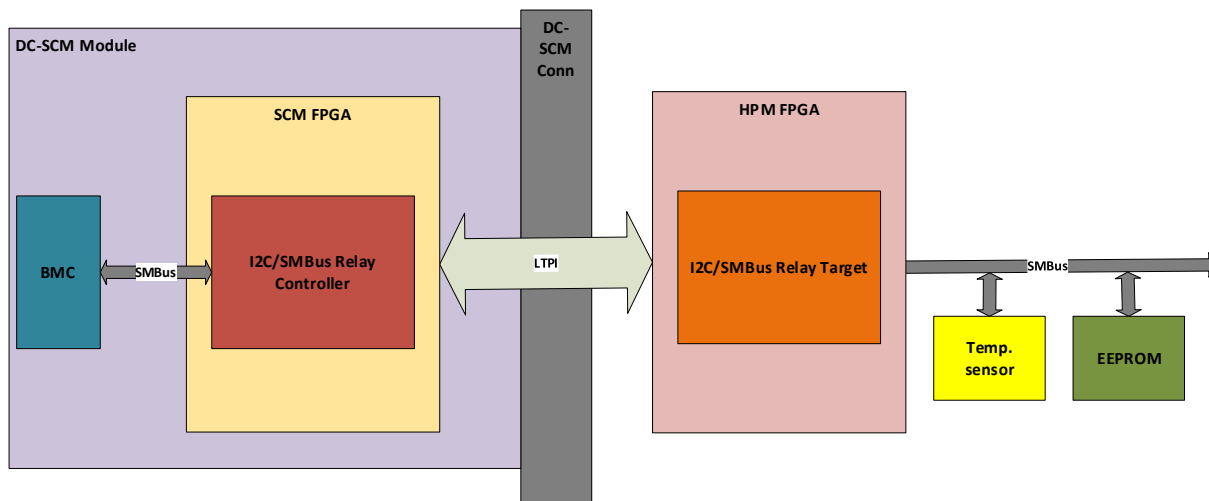 DC-SCM Module
DC-
SCM
Conn
SCM FPGA
HPM FPGA
BMC
SMBus
I2C/SMBus Relay
Controller
LTPI
I2C/SMBus Relay Target
SMBus
Temp.
sensor
EEPROM